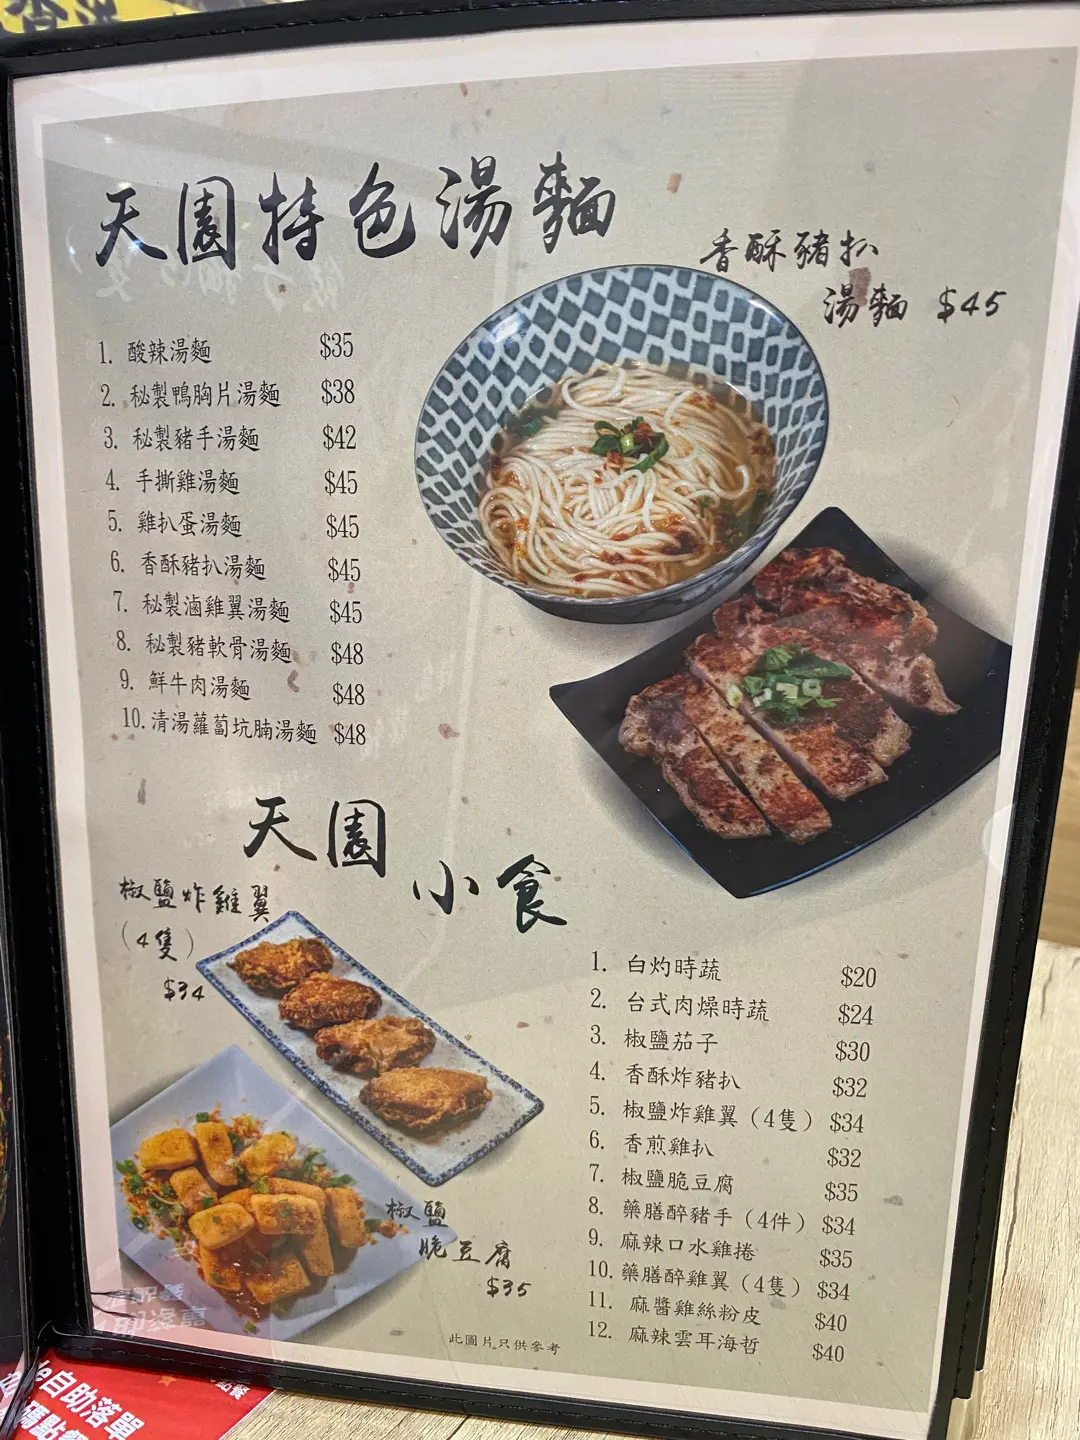 天園特色湯麵
香酥豬扒
湯麵 $45
1. 酸辣湯麵 $35
2. 秘製鴨胸片湯麵 $38
3. 秘製豬手湯麵 $42
4. 手撕雞湯麵 $45
5. 雞扒蛋湯麵 $45
6. 香酥豬扒湯麵 $45
7. 秘製滷雞翼湯麵 $45
8. 秘製豬軟骨湯麵 $48
9. 鮮牛肉湯麵 $48
10. 清湯蘿蔔坑腩湯麵 $48
天園
小食
椒鹽炸雞翼
(4隻)
$34
椒鹽
脆豆腐
$35
1. 白灼時蔬 $20
2. 台式肉燥時蔬 $24
3. 椒鹽茄子 $30
4. 香酥炸豬扒 $32
5. 椒鹽炸雞翼(4隻) $34
6. 香煎雞扒 $32
7. 椒鹽脆豆腐 $35
8. 藥膳醉豬手(4件) $34
9. 麻辣口水雞捲 $35
10. 藥膳醉雞翼(4隻) $34
11. 麻醬雞絲粉皮 $40
12. 麻辣雲耳海哲 $40
此圖片只供參考
自助落單